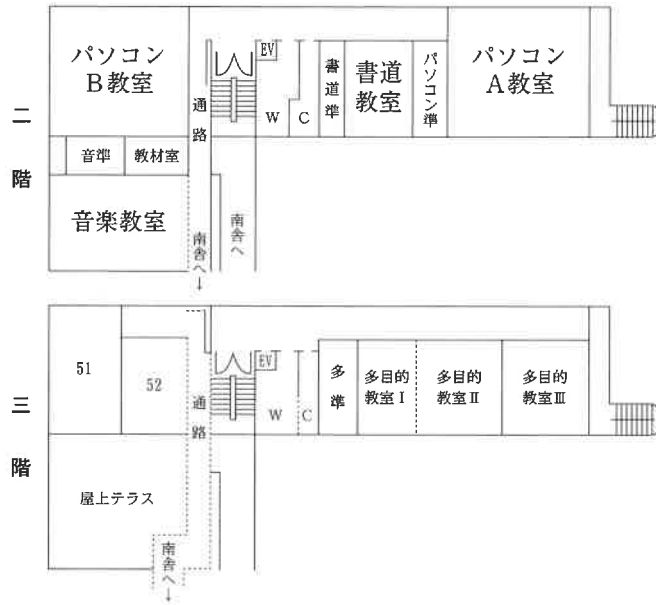 二階
パソコン
B教室
通路
EV
W
C
書道準
書道
教室
パソコン準
パソコン
A教室
音準
教材室
音楽教室
南舎へ↓
南舎へ
三階
51
52
通路
EV
W
C
多準
多目的
教室Ⅰ
多目的
教室Ⅱ
多目的
教室Ⅲ
屋上テラス
南舎へ↓